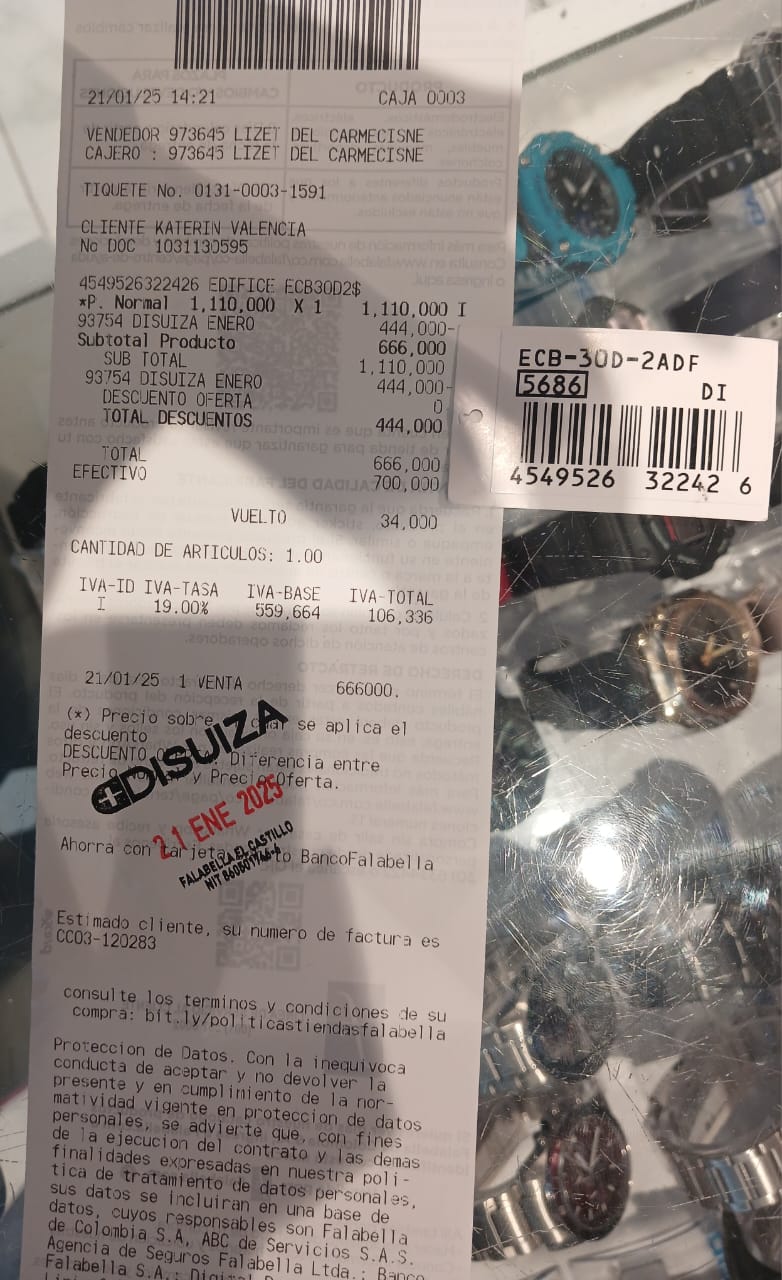 21/01/25 14:21 CAJA 0003
VENDEDOR 973645 LIZET DEL CARMECISNE
CAJERO : 973645 LIZET DEL CARMECISNE
TIQUETE No. 0131-0003-1591
CLIENTE KATERIN VALENCIA
No DOC 1031130595
4549526322426 EDIFICE ECB30D2$
*P. Normal 1,110,000 X 1 1,110,000 I
93754 DISUIZA ENERO 444,000-
Subtotal Producto 666,000
SUB TOTAL 1,110,000
93754 DISUIZA ENERO 444,000-
DESCUENTO OFERTA 0
TOTAL DESCUENTOS 444,000
TOTAL 666,000
EFECTIVO 700,000
VUELTO 34,000
CANTIDAD DE ARTICULOS: 1.00
IVA-ID IVA-TASA IVA-BASE IVA-TOTAL
I 19.00% 559,664 106,336
21/01/25 1 VENTA 666000.
(*) Precio sobre se aplica el
descuento
DESCUENTO Diferencia entre
Precio y Precio Oferta.
+DISUIZA
21 ENE 2025
FALABELLA EL CASTILLO
NIT
Ahorra con tarjeta BancoFalabella
Estimado cliente, su numero de factura es
CC03-120283
consulte los terminos y condiciones de su
compra: bit.ly/politicastiendasfalabella
Proteccion de Datos. Con la inequivoca
conducta de aceptar y no devolver la
presente y en cumplimiento de la nor-
matividad vigente en proteccion de datos
personales, se advierte que, con fines
de la ejecucion del contrato y las demas
finalidades expresadas en nuestra poli-
tica de tratamiento de datos personales,
sus datos se incluiran en una base de
datos, cuyos responsables son Falabella
de Colombia S.A, ABC de Servicios S.A.S.
Agencia de Seguros Falabella Ltda.; Banco
Falabella S.A.;
ECB-30D-2ADF
5686 DI
4549526 32242 6